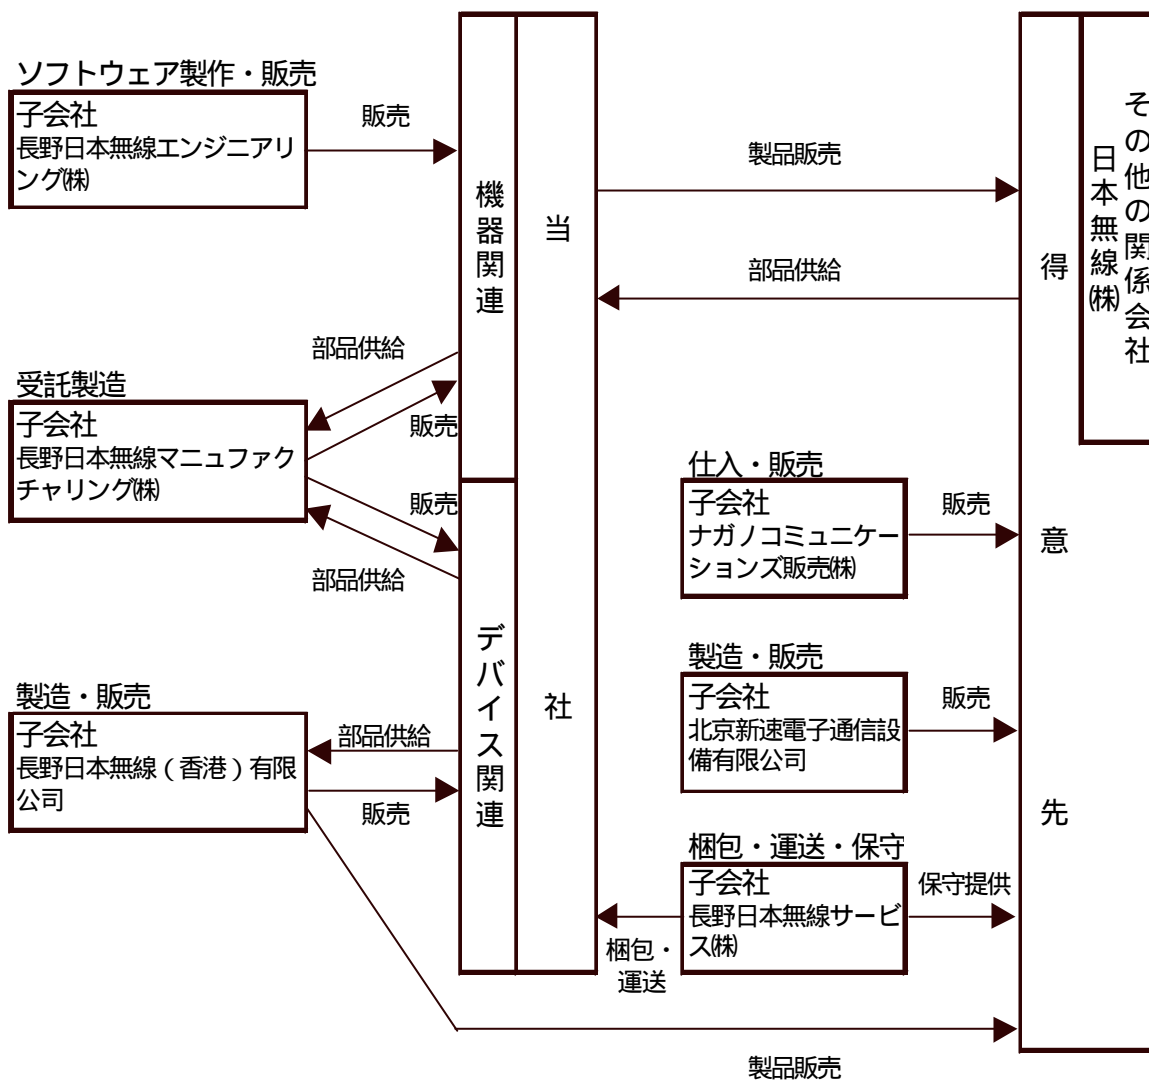 ソフトウェア製作・販売
子会社
長野日本無線エンジニアリ
ング㈱
販売
受託製造
子会社
長野日本無線マニュファク
チャリング㈱
部品供給
販売
販売
部品供給
製造・販売
子会社
長野日本無線（香港）有限
公司
部品供給
販売
機器関連
デバイス関連
当社
製品販売
部品供給
仕入・販売
子会社
ナガノコミュニケー
ションズ販売㈱
販売
製造・販売
子会社
北京新速電子通信設
備有限公司
販売
梱包・運送・保守
子会社
長野日本無線サービ
ス㈱
保守提供
梱包・
運送
製品販売
得意先
その他の関係会社
日本無線㈱